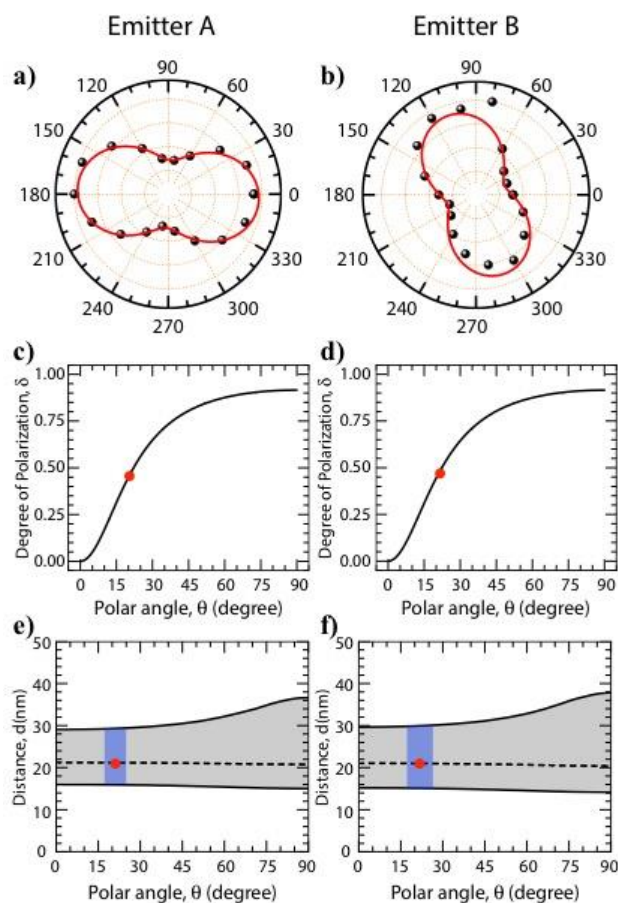 Emitter A
Emitter B
a)
b)
90
120
60
150
30
180
0
210
330
240
300
270
90
120
60
150
30
180
0
210
330
240
300
270
c)
d)
Degree of Polarization, δ
1.00
0.75
0.50
0.25
0.00
0 15 30 45 60 75 90
Polar angle, θ (degree)
Degree of Polarization, δ
1.00
0.75
0.50
0.25
0.00
0 15 30 45 60 75 90
Polar angle, θ (degree)
e)
f)
Distance, d(nm)
50
40
30
20
10
0
0 15 30 45 60 75 90
Polar angle, θ (degree)
Distance, d(nm)
50
40
30
20
10
0
0 15 30 45 60 75 90
Polar angle, θ (degree)